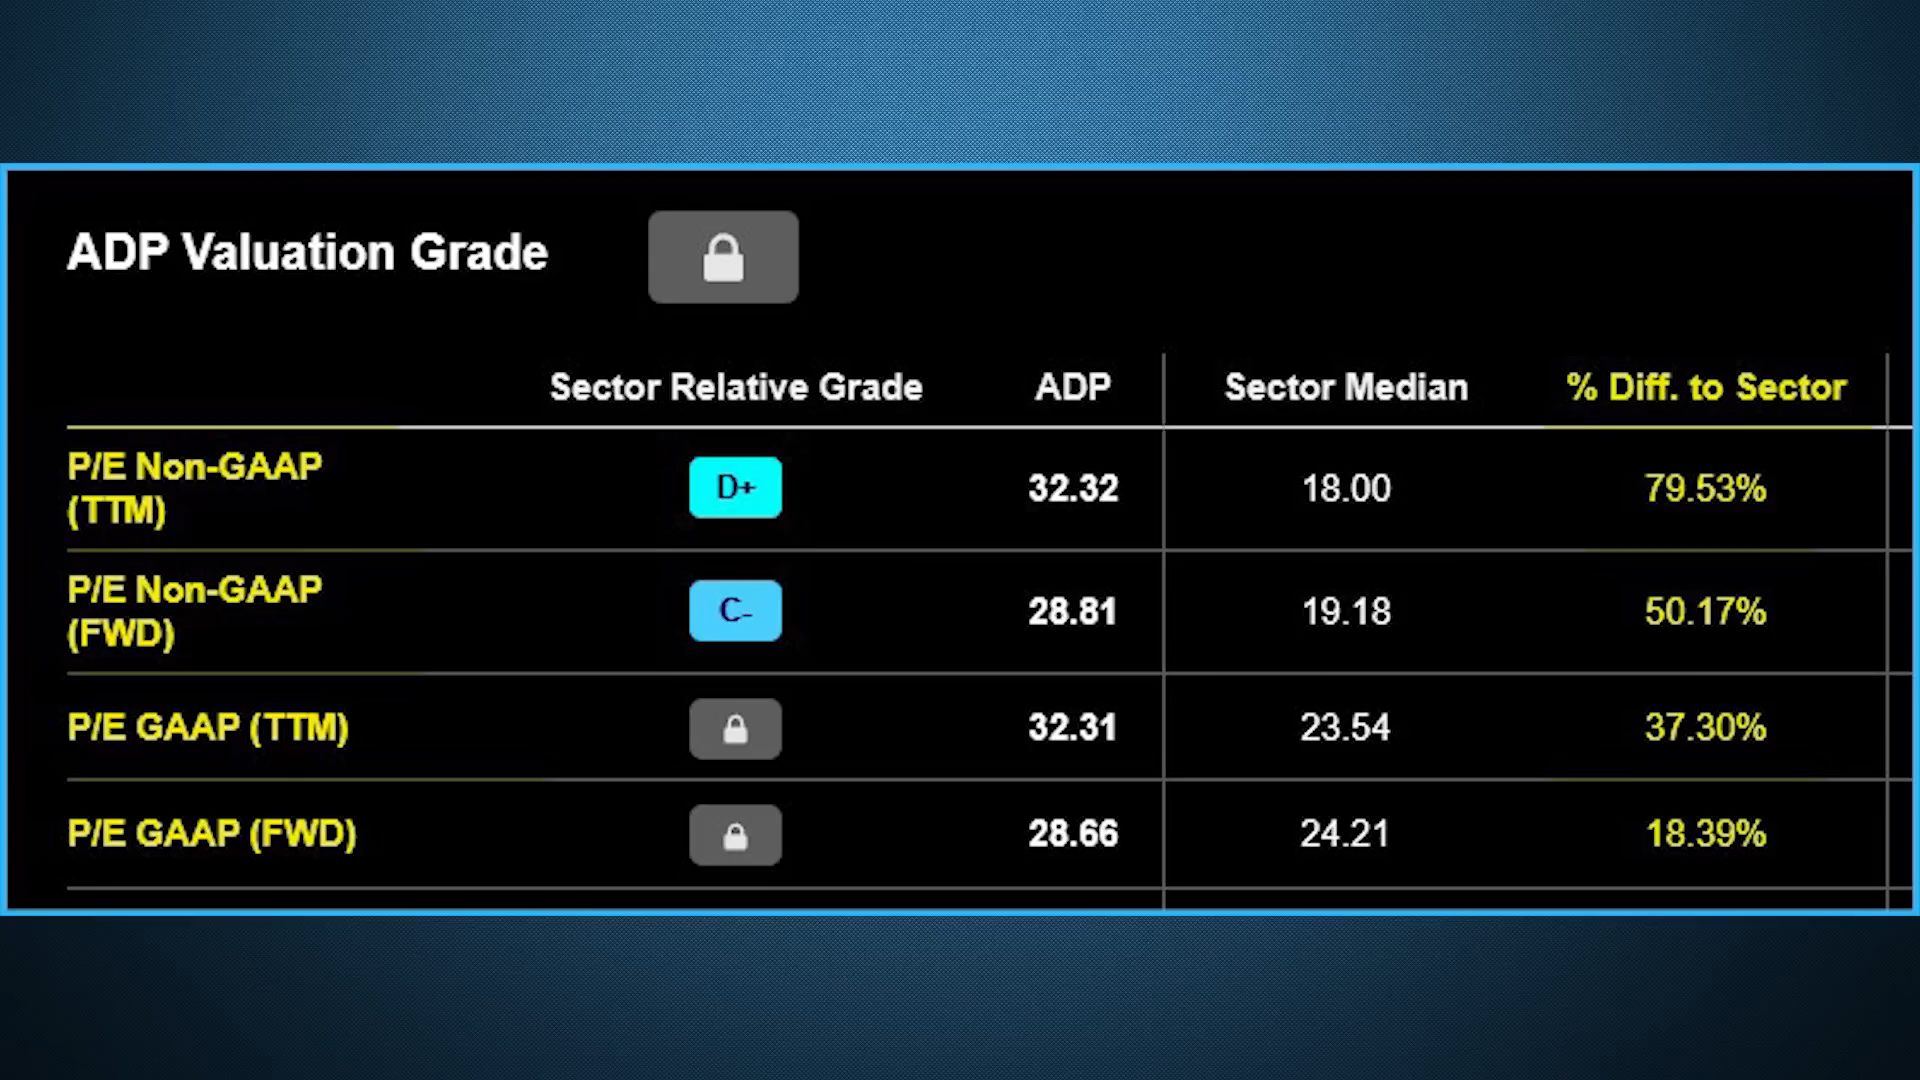 ADP Valuation Grade
Sector Relative Grade ADP Sector Median % Diff. to Sector
P/E Non-GAAP
(TTM) D+ 32.32 18.00 79.53%
P/E Non-GAAP
(FWD) C- 28.81 19.18 50.17%
P/E GAAP (TTM) 32.31 23.54 37.30%
P/E GAAP (FWD) 28.66 24.21 18.39%